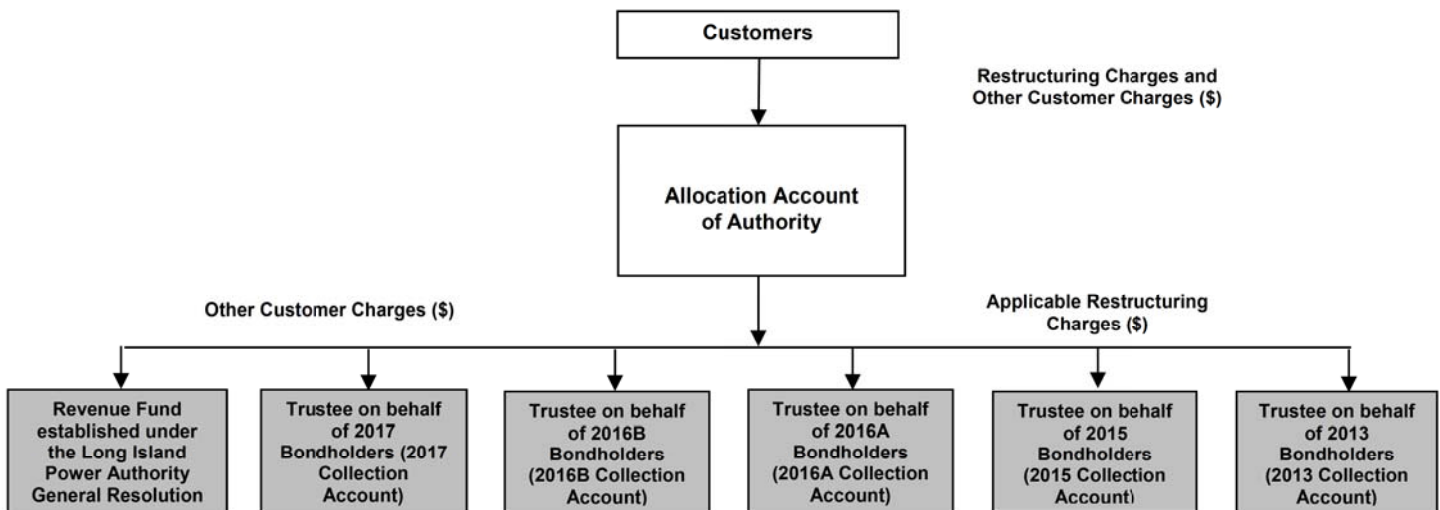 Customers
Restructuring Charges and
Other Customer Charges ($)
Allocation Account
of Authority
Other Customer Charges ($)
Applicable Restructuring
Charges ($)
Revenue Fund
established under
the Long Island
Power Authority
General Resolution
Trustee on behalf
of 2017
Bondholders (2017
Collection
Account)
Trustee on behalf
of 2016B
Bondholders
(2016B Collection
Account)
Trustee on behalf
of 2016A
Bondholders
(2016A Collection
Account)
Trustee on behalf
of 2015
Bondholders
(2015 Collection
Account)
Trustee on behalf
of 2013
Bondholders
(2013 Collection
Account)